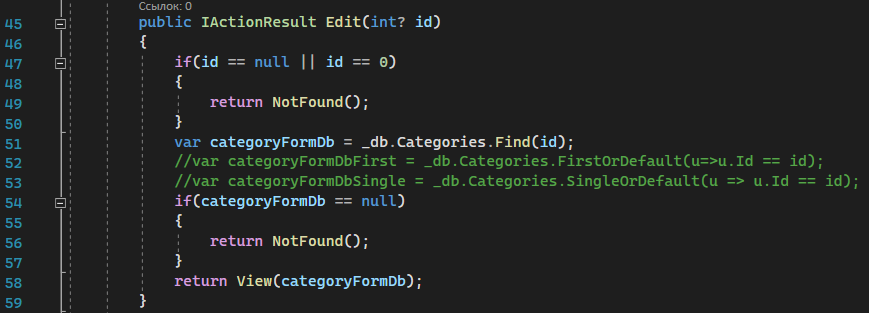 Ссылок: 0
45 public IActionResult Edit(int? id)
46 {
47 if(id == null || id == 0)
48 {
49 return NotFound();
50 }
51 var categoryFormDb = _db.Categories.Find(id);
52 //var categoryFormDbFirst = _db.Categories.FirstOrDefault(u=>u.Id == id);
53 //var categoryFormDbSingle = _db.Categories.SingleOrDefault(u => u.Id == id);
54 if(categoryFormDb == null)
55 {
56 return NotFound();
57 }
58 return View(categoryFormDb);
59 }